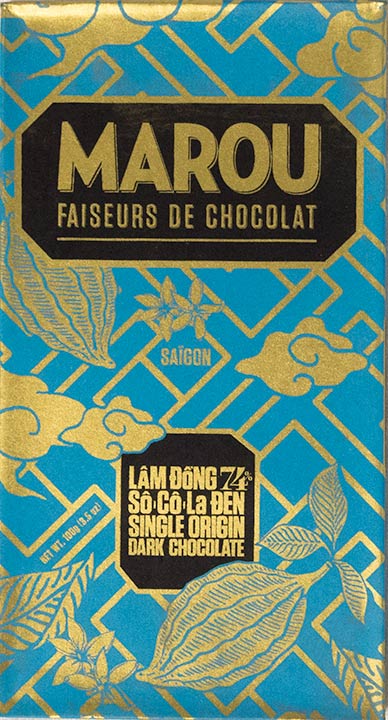 MAROU
FAISEURS DE CHOCOLAT
SAÏGON
LÂM ĐỒNG 74%
SÔ·CÔ·La ĐEN
SINGLE ORIGIN
DARK CHOCOLATE
NET WT. 100g (3.5 oz)